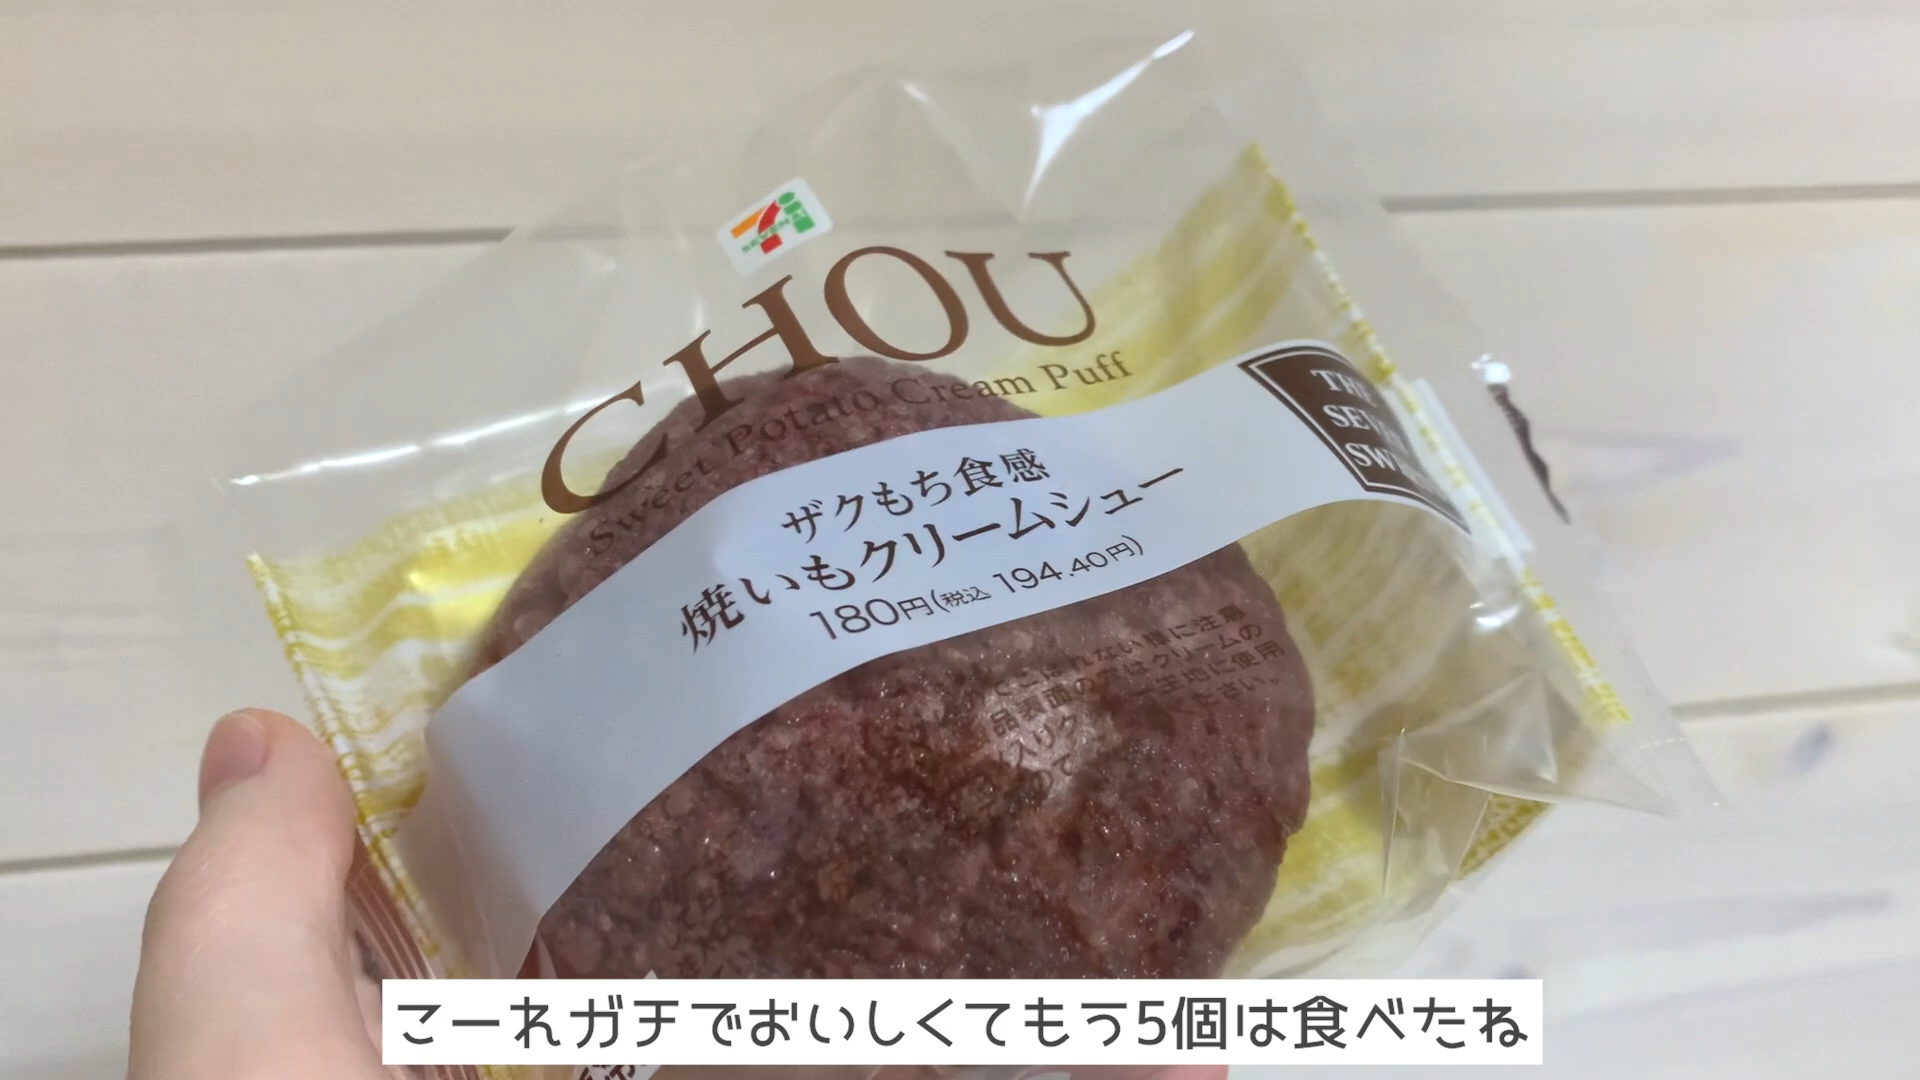 CHOU
Sweet Potato Cream Puff
ザクもち食感
焼いもクリームシュー
180円(税込 194.40円)
THE
こーれガチでおいしくてもう5個は食べたね